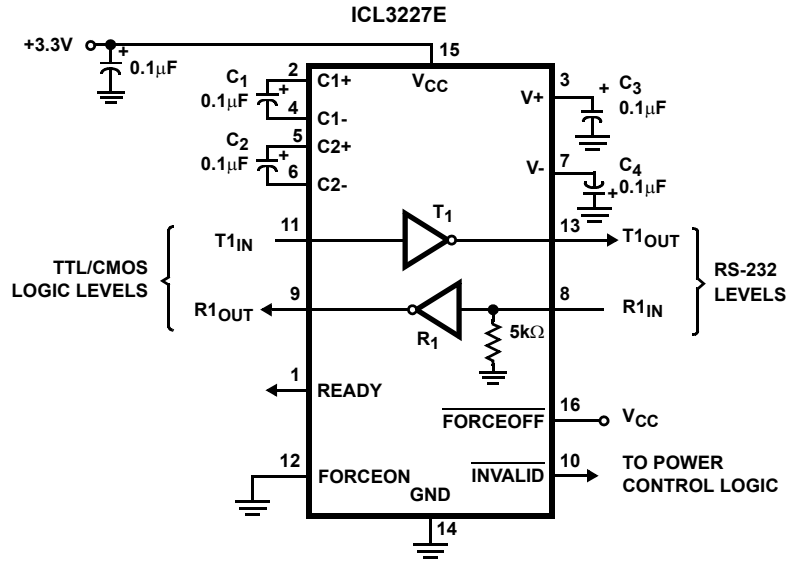 ICL3227E
+3.3V
+
0.1μF
15
VCC
C1
0.1μF
+
2
C1+
4
C1-
C2
0.1μF
+
5
C2+
6
C2-
3
V+
+
C3
0.1μF
7
V-
C4
0.1μF
+
T1
T1IN
11
13
T1OUT
TTL/CMOS
LOGIC LEVELS
RS-232
LEVELS
R1OUT
9
R1
5kΩ
8
R1IN
1
READY
FORCEOFF
16
VCC
12
FORCEON
INVALID
10
TO POWER
CONTROL LOGIC
GND
14